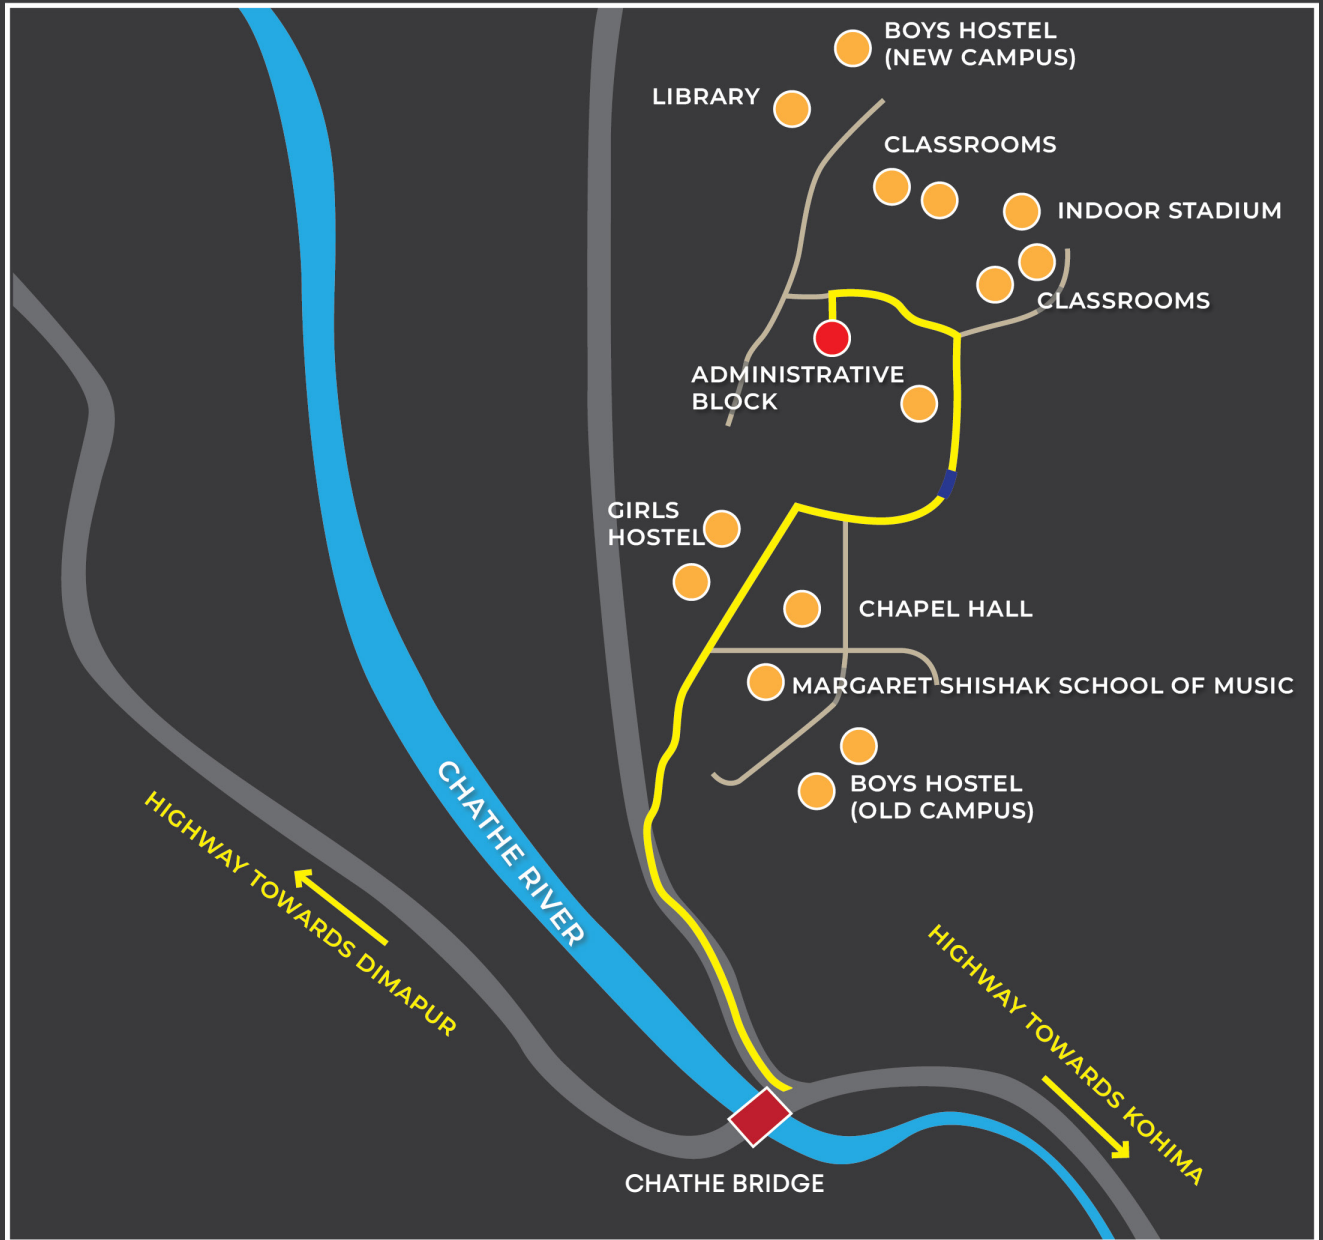 BOYS HOSTEL
(NEW CAMPUS)
LIBRARY
CLASSROOMS
INDOOR STADIUM
CLASSROOMS
ADMINISTRATIVE
BLOCK
GIRLS
HOSTEL
CHAPEL HALL
MARGARET SHISHAK SCHOOL OF MUSIC
BOYS HOSTEL
(OLD CAMPUS)
CHATHE RIVER
HIGHWAY TOWARDS DIMAPUR
HIGHWAY TOWARDS KOHIMA
CHATHE BRIDGE